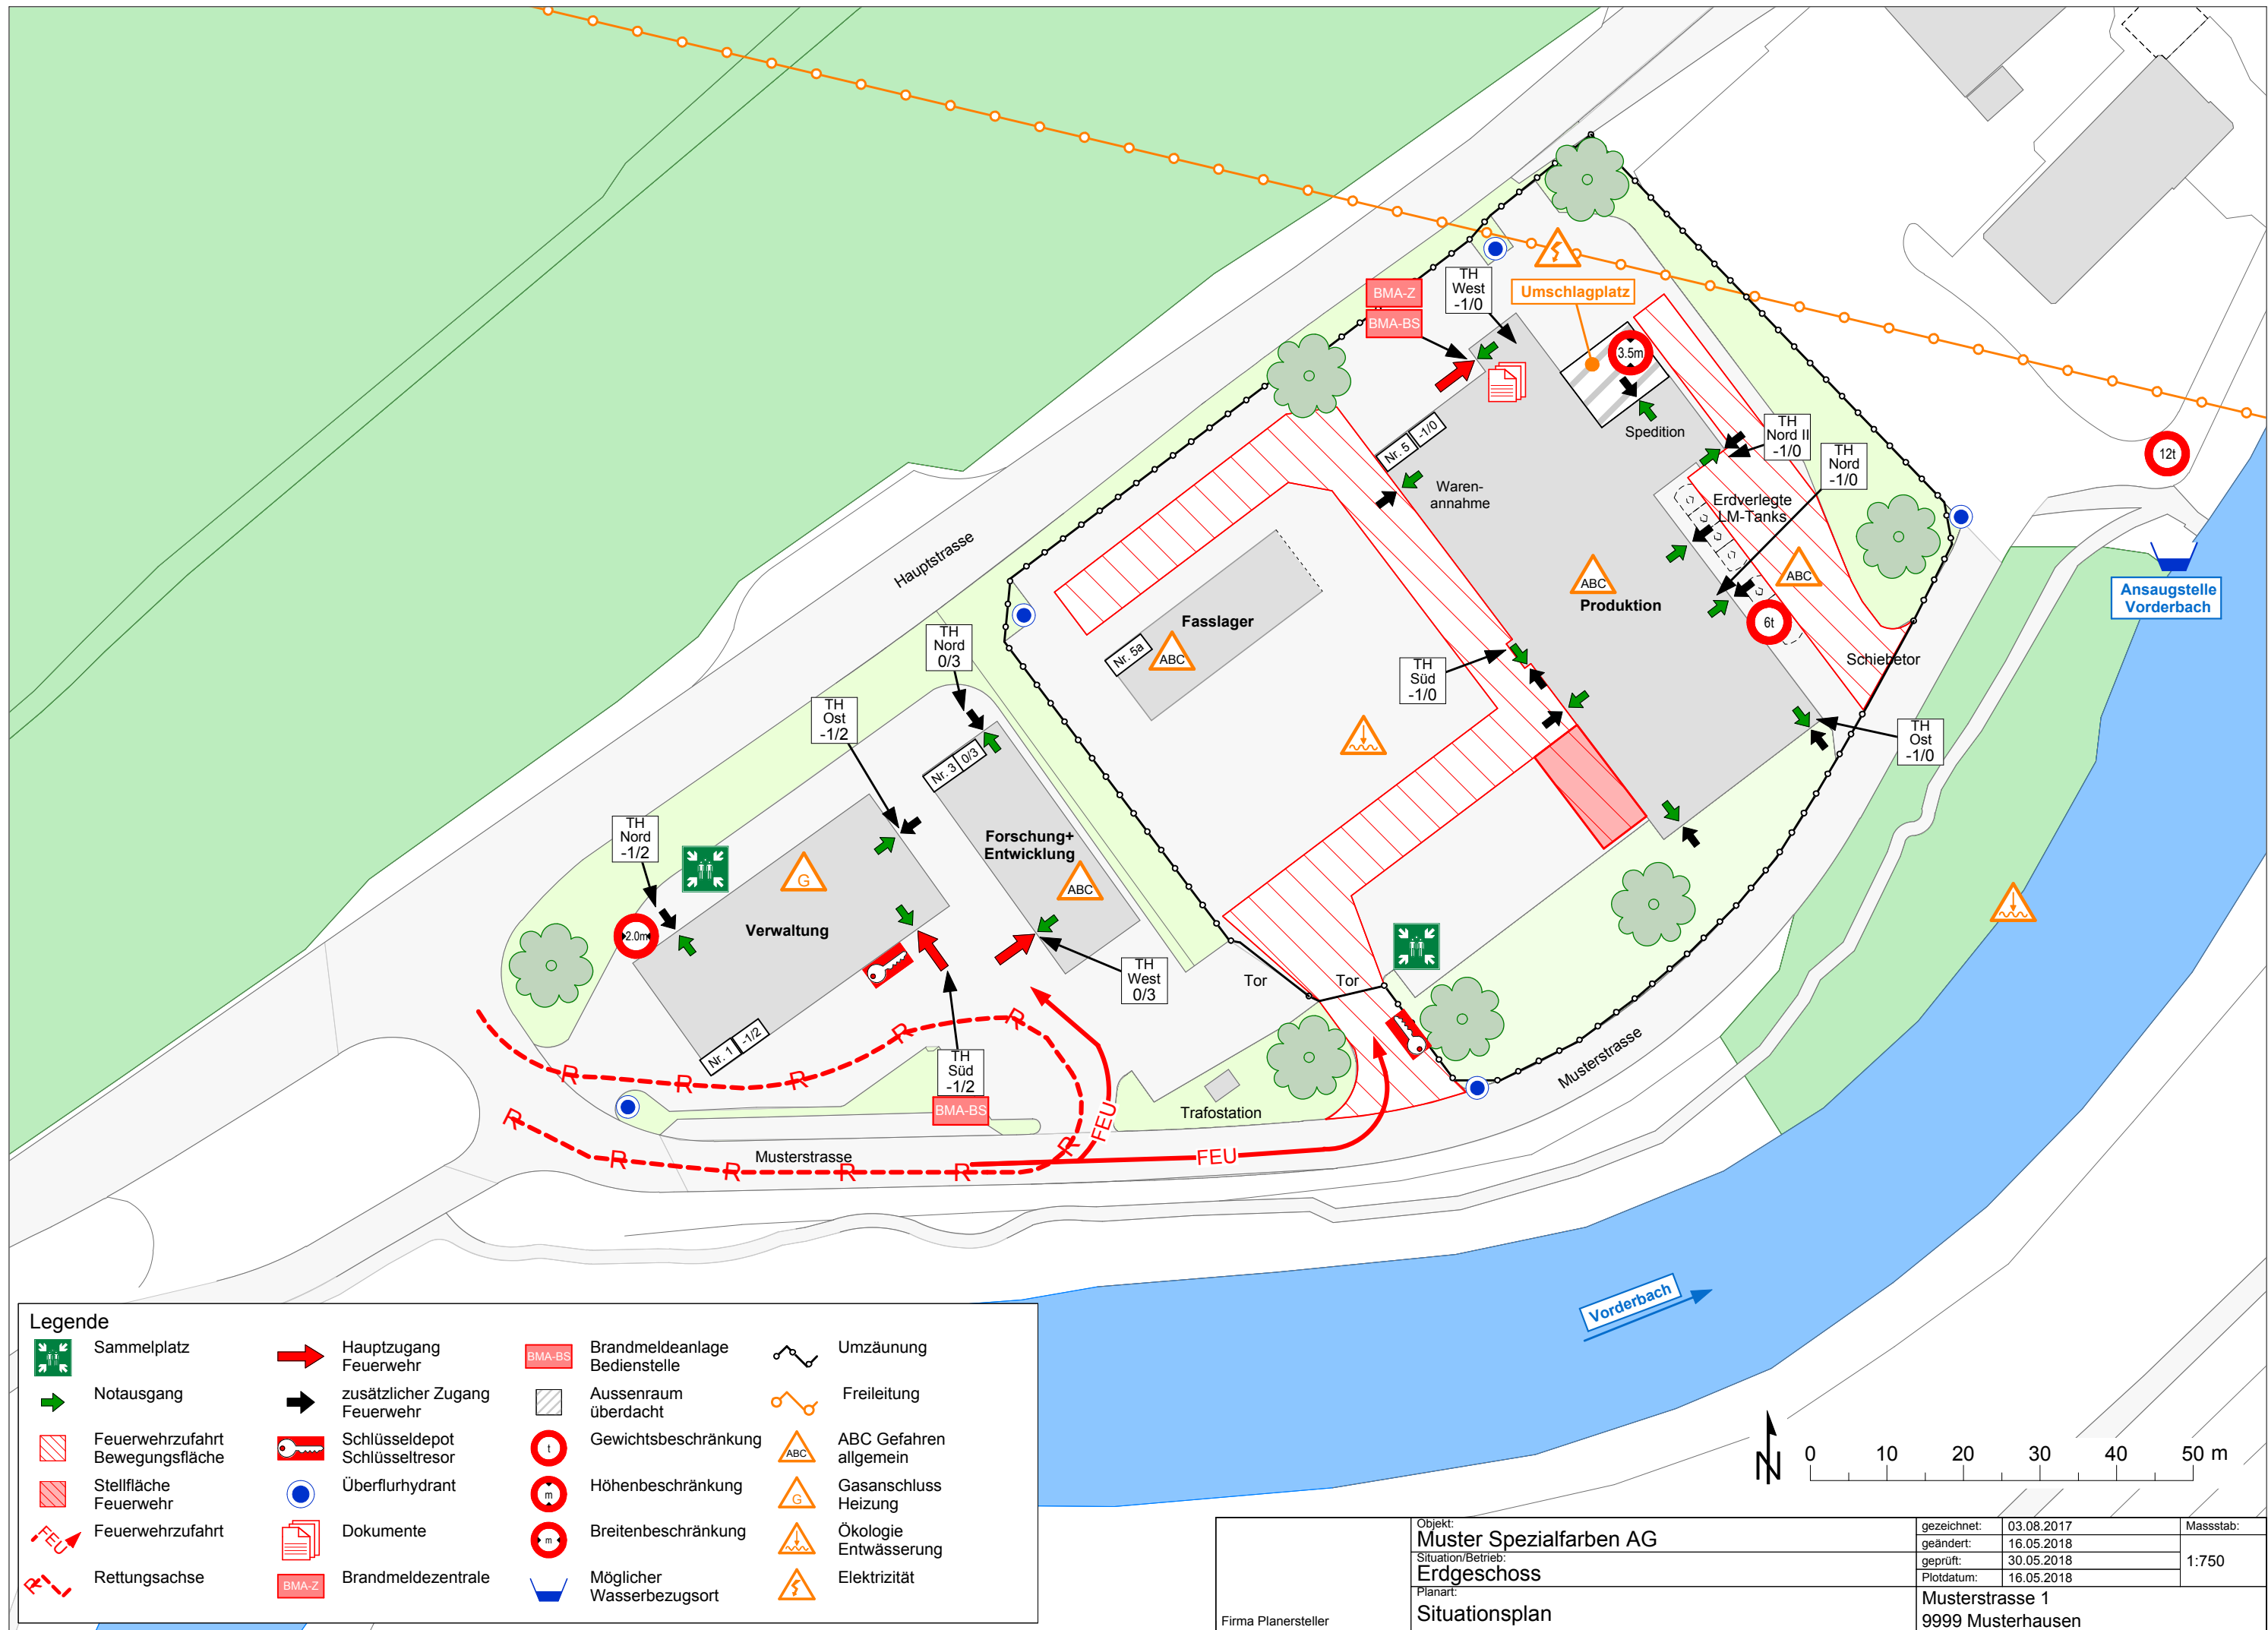 BMA-Z
BMA-BS
TH
West
-1/0
Umschlagplatz
3.5m
Spedition
TH
Nord II
-1/0
TH
Nord
-1/0
12t
Nr. 5
-1/0
Waren-
annahme
Erdverlegte
LM-Tanks
ABC
ABC
Produktion
6t
Ansaugstelle
Vorderbach
Hauptstrasse
Fasslager
Nr. 5a
ABC
TH
Nord
0/3
TH
Süd
-1/0
Schiebetor
TH
Ost
-1/2
TH
Ost
-1/0
Nr. 3
0/3
TH
Nord
-1/2
Forschung+
Entwicklung
G
ABC
Verwaltung
2.0m
TH
West
0/3
Tor
Tor
Nr. 1
-1/2
R
R
R
R
R
TH
Süd
-1/2
BMA-BS
Trafostation
Musterstrasse
R
R
R
R
R
R
FEU
FEU
Musterstrasse
Vorderbach
Legende
Sammelplatz
Hauptzugang
Feuerwehr
BMA-BS
Brandmeldeanlage
Bedienstelle
Umzäunung
Notausgang
zusätzlicher Zugang
Feuerwehr
Aussenraum
überdacht
Freileitung
Feuerwehrzufahrt
Bewegungsfläche
Schlüsseldepot
Schlüsseltresor
t
Gewichtsbeschränkung
ABC
ABC Gefahren
allgemein
Stellfläche
Feuerwehr
Überflurhydrant
m
Höhenbeschränkung
G
Gasanschluss
Heizung
FEU
Feuerwehrzufahrt
Dokumente
m
Breitenbeschränkung
Ökologie
Entwässerung
R
Rettungsachse
BMA-Z
Brandmeldezentrale
Möglicher
Wasserbezugsort
Elektrizität
N
0 10 20 30 40 50 m
Firma Planersteller
Objekt:
Muster Spezialfarben AG
Situation/Betrieb:
Erdgeschoss
Planart:
Situationsplan
gezeichnet: 03.08.2017
geändert: 16.05.2018
geprüft: 30.05.2018
Plotdatum: 16.05.2018
Massstab:
1:750
Musterstrasse 1
9999 Musterhausen